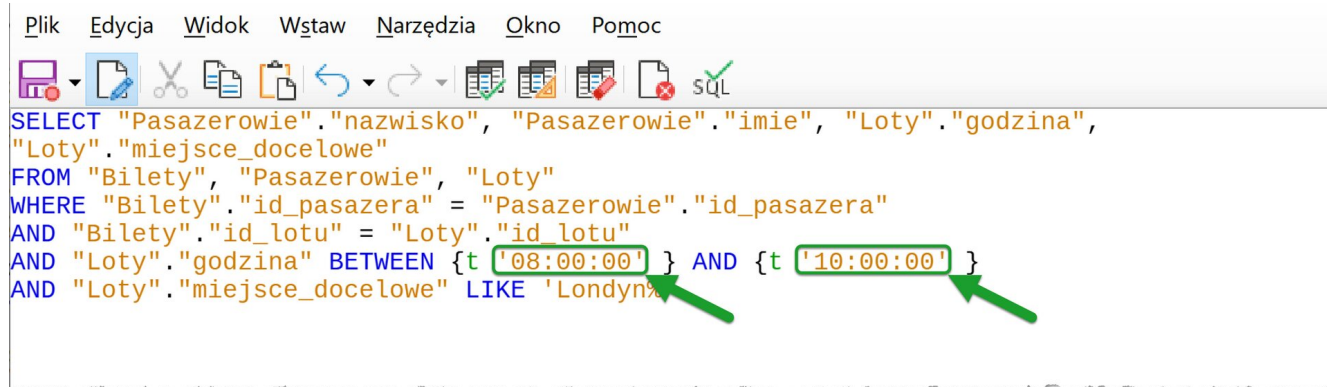 Plik Edycja Widok Wstaw Narzędzia Okno Pomoc
SQL
SELECT "Pasazerowie"."nazwisko", "Pasazerowie"."imie", "Loty"."godzina",
"Loty"."miejsce_docelowe"
FROM "Bilety", "Pasazerowie", "Loty"
WHERE "Bilety"."id_pasazera" = "Pasazerowie"."id_pasazera"
AND "Bilety"."id_lotu" = "Loty"."id_lotu"
AND "Loty"."godzina" BETWEEN {t '08:00:00' } AND {t '10:00:00' }
AND "Loty"."miejsce_docelowe" LIKE 'Londyn%